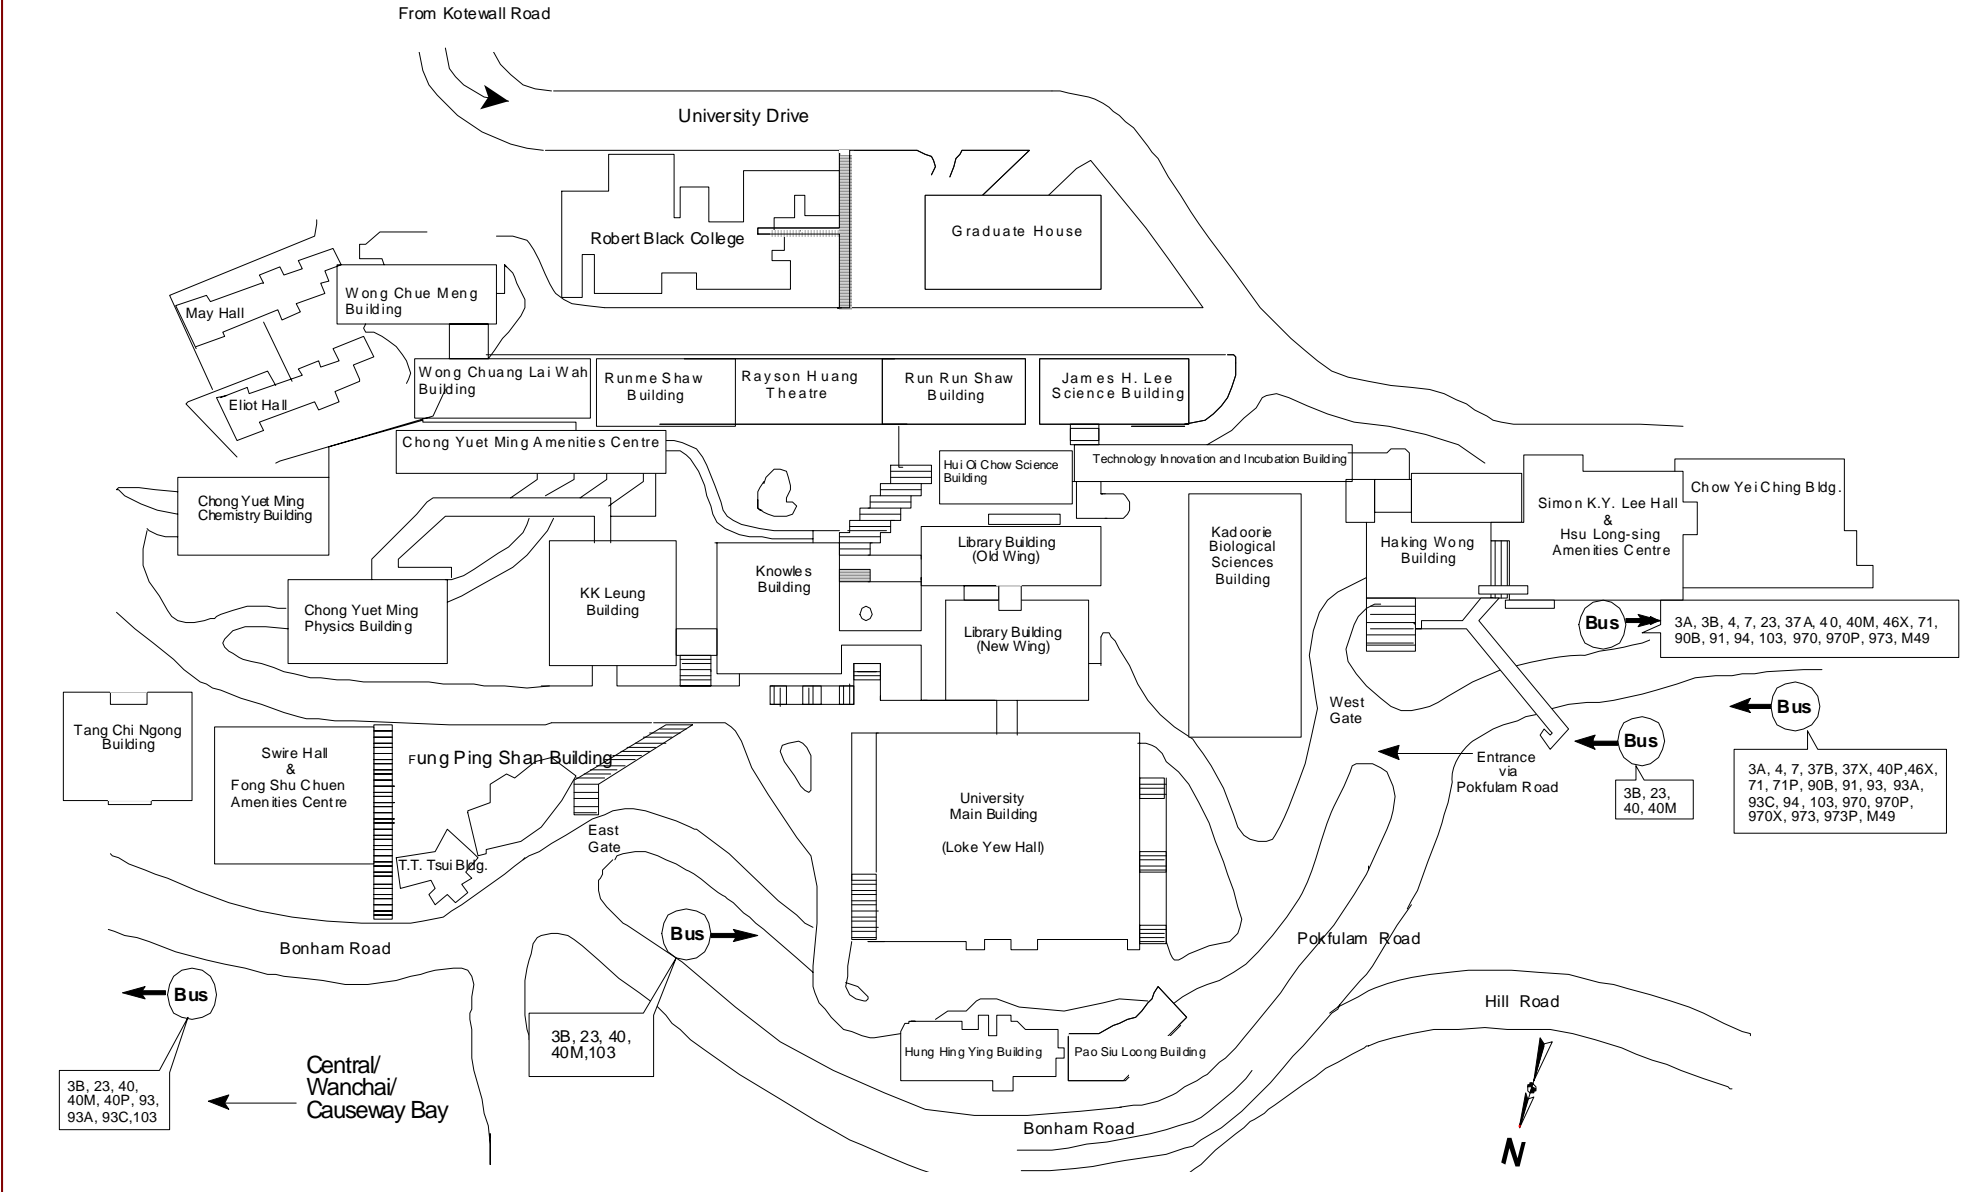 From Kotewall Road
University Drive
Robert Black College
Graduate House
May Hall
Wong Chue Meng
Building
Eliot Hall
Wong Chuang Lai Wah
Building
Runme Shaw
Building
Rayson Huang
Theatre
Run Run Shaw
Building
James H. Lee
Science Building
Chong Yuet Ming Amenities Centre
Hui Oi Chow Science
Building
Technology Innovation and Incubation Building
Chong Yuet Ming
Chemistry Building
Simon K.Y. Lee Hall
&
Hsu Long-sing
Amenities Centre
Chow Yei Ching Bldg.
Kadoorie
Biological
Sciences
Building
Haking Wong
Building
Library Building
(Old Wing)
Knowles
Building
KK Leung
Building
Chong Yuet Ming
Physics Building
Library Building
(New Wing)
Bus
3A, 3B, 4, 7, 23, 37A, 40, 40M, 46X, 71,
90B, 91, 94, 103, 970, 970P, 973, M49
West
Gate
Bus
3A, 4, 7, 37B, 37X, 40P,46X,
71, 71P, 90B, 91, 93, 93A,
93C, 94 , 103, 970, 970P,
970X, 973, 973P, M49
Bus
3B, 23,
40, 40M
Entrance
via
Pokfulam Road
Tang Chi Ngong
Building
Swire Hall
&
Fong Shu Chuen
Amenities Centre
Fung Ping Shan Building
University
Main Building
(Loke Yew Hall)
East
Gate
T.T. Tsui Bldg.
Bonham Road
Bus
3B, 23, 40,
40M,103
Pokfulam Road
Hill Road
Bus
3B, 23, 40,
40M, 40P, 93,
93A, 93C,103
Central/
Wanchai/
Causeway Bay
Hung Hing Ying Building
Pao Siu Loong Building
Bonham Road
N